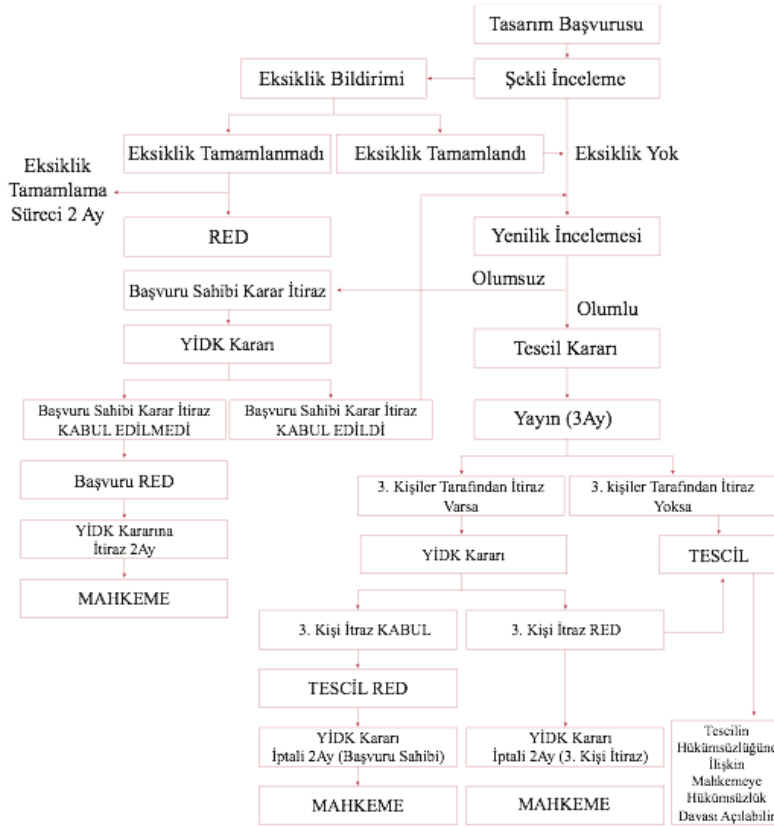 Tasarım Başvurusu
Eksiklik Bildirimi
Şekli İnceleme
Eksiklik Tamamlanmadı
Eksiklik Tamamlandı
Eksiklik Yok
Eksiklik
Tamamlama
Süreci 2 Ay
RED
Yenilik İncelemesi
Başvuru Sahibi Karar İtiraz
Olumsuz
Olumlu
YİDK Kararı
Tescil Kararı
Başvuru Sahibi Karar İtiraz
KABUL EDİLMEDİ
Başvuru Sahibi Karar İtiraz
KABUL EDİLDİ
Yayın (3Ay)
Başvuru RED
3. Kişiler Tarafından İtiraz
Varsa
3. kişiler Tarafından İtiraz
Yoksa
YİDK Kararına
İtiraz 2Ay
YİDK Kararı
TESCİL
MAHKEME
3. Kişi İtraz KABUL
3. Kişi İtraz RED
TESCİL RED
YİDK Kararı
İptali 2Ay (Başvuru Sahibi)
YİDK Kararı
İptali 2Ay (3. Kişi İtiraz)
Tescilin
Hükümsüzlüğüne
İlişkin
Mahkemeye
Hükümsüzlük
Davası Açılabilir
MAHKEME
MAHKEME